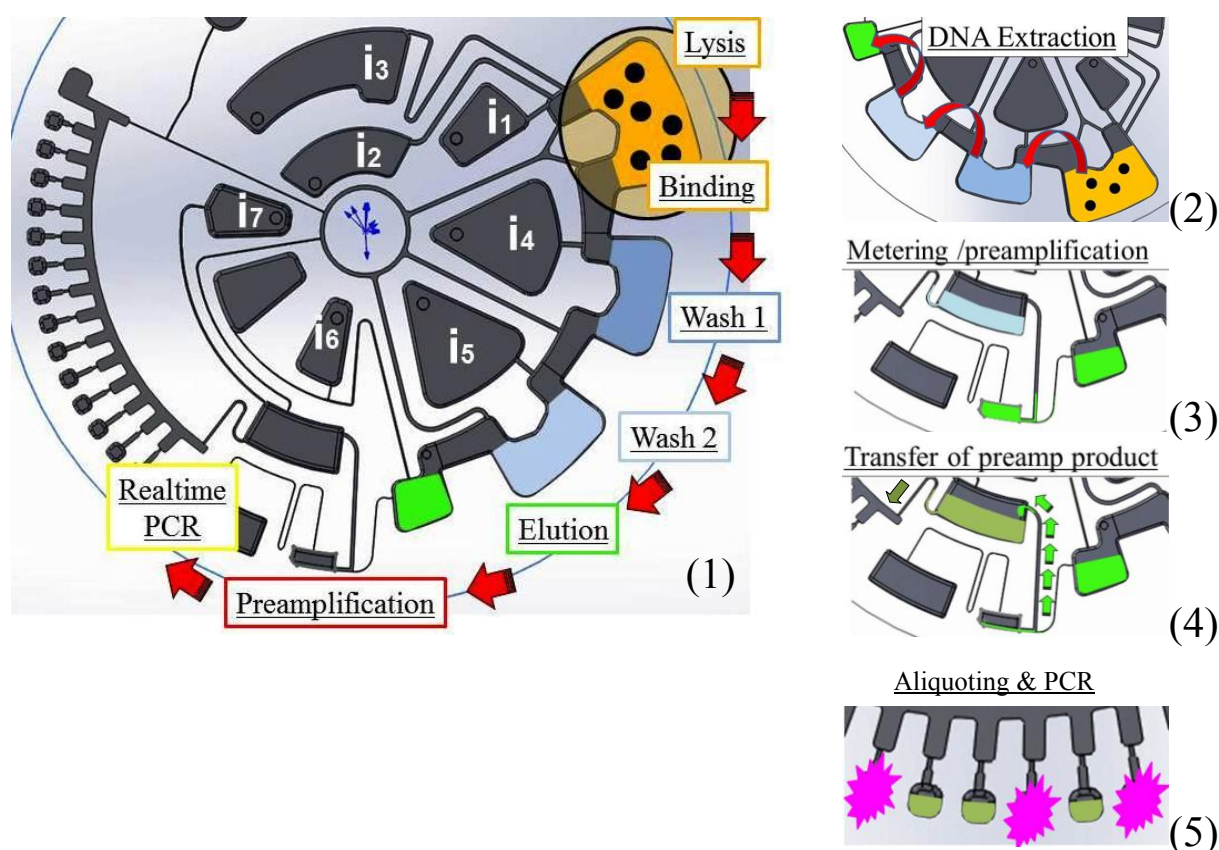 Lysis
i3
i1
i2
Binding
i7
i4
Wash 1
i6
i5
Wash 2
Realtime
PCR
Elution
Preamplification
(1)
DNA Extraction
(2)
Metering /preamplification
(3)
Transfer of preamp product
(4)
Aliquoting & PCR
(5)